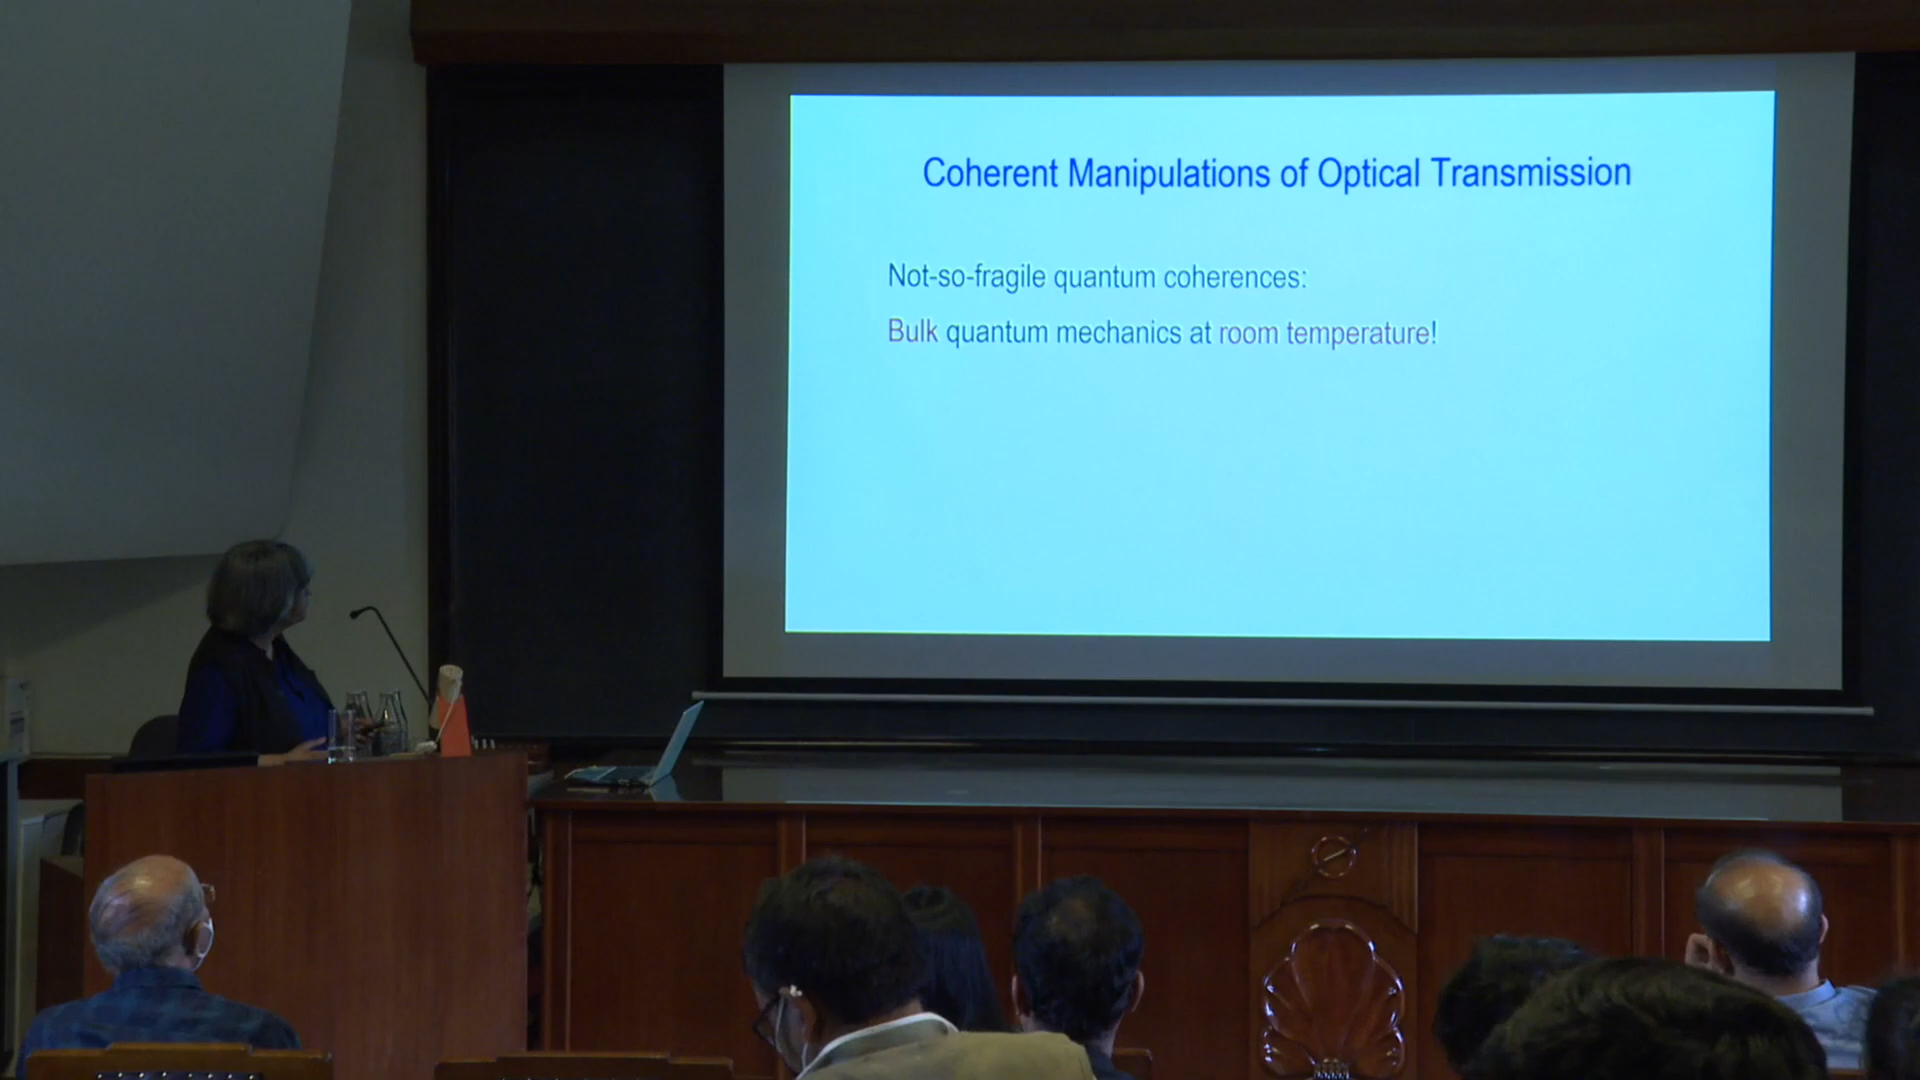 Coherent Manipulations of Optical Transmission
Not-so-fragile quantum coherences:
Bulk quantum mechanics at room temperature!